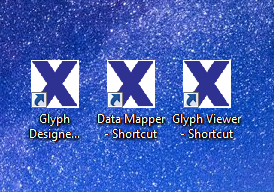 Glyph
Designe...
Data Mapper
- Shortcut
Glyph Viewer
- Shortcut